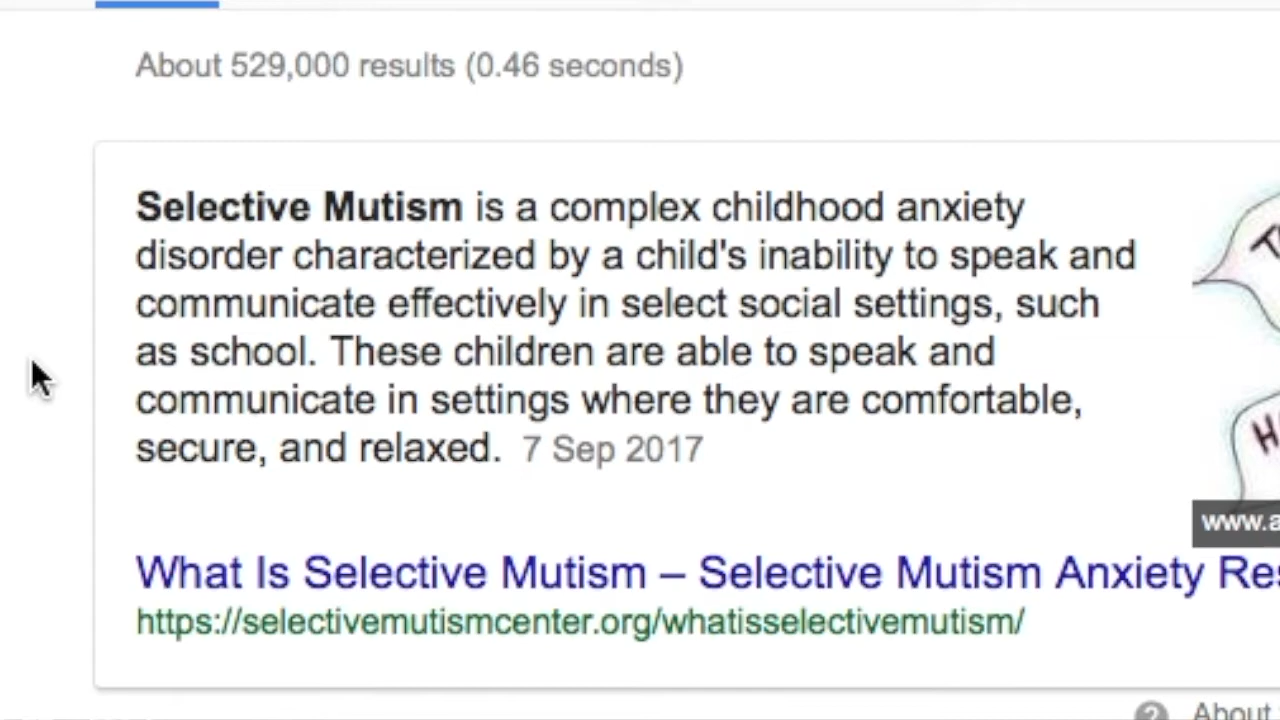 About 529,000 results (0.46 seconds)
Selective Mutism is a complex childhood anxiety
disorder characterized by a child's inability to speak and
communicate effectively in select social settings, such
as school. These children are able to speak and
communicate in settings where they are comfortable,
secure, and relaxed. 7 Sep 2017
What Is Selective Mutism – Selective Mutism Anxiety
https://selectivemutismcenter.org/whatisselectivemutism/
About